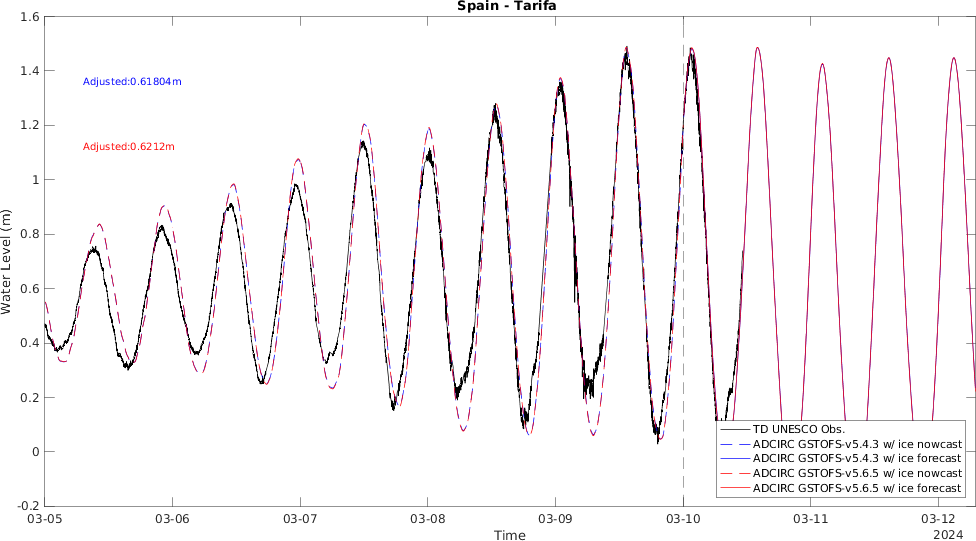 Spain - Tarifa
1.6
1.4
1.2
1
0.8
0.6
0.4
0.2
0
-0.2
Water Level (m)
Adjusted:0.61804m
Adjusted:0.6212m
TD UNESCO Obs.
ADCIRC GSTOFS-v5.4.3 w/ ice nowcast
ADCIRC GSTOFS-v5.4.3 w/ ice forecast
ADCIRC GSTOFS-v5.6.5 w/ ice nowcast
ADCIRC GSTOFS-v5.6.5 w/ ice forecast
03-05 03-06 03-07 03-08 03-09 03-10 03-11 03-12
Time
2024